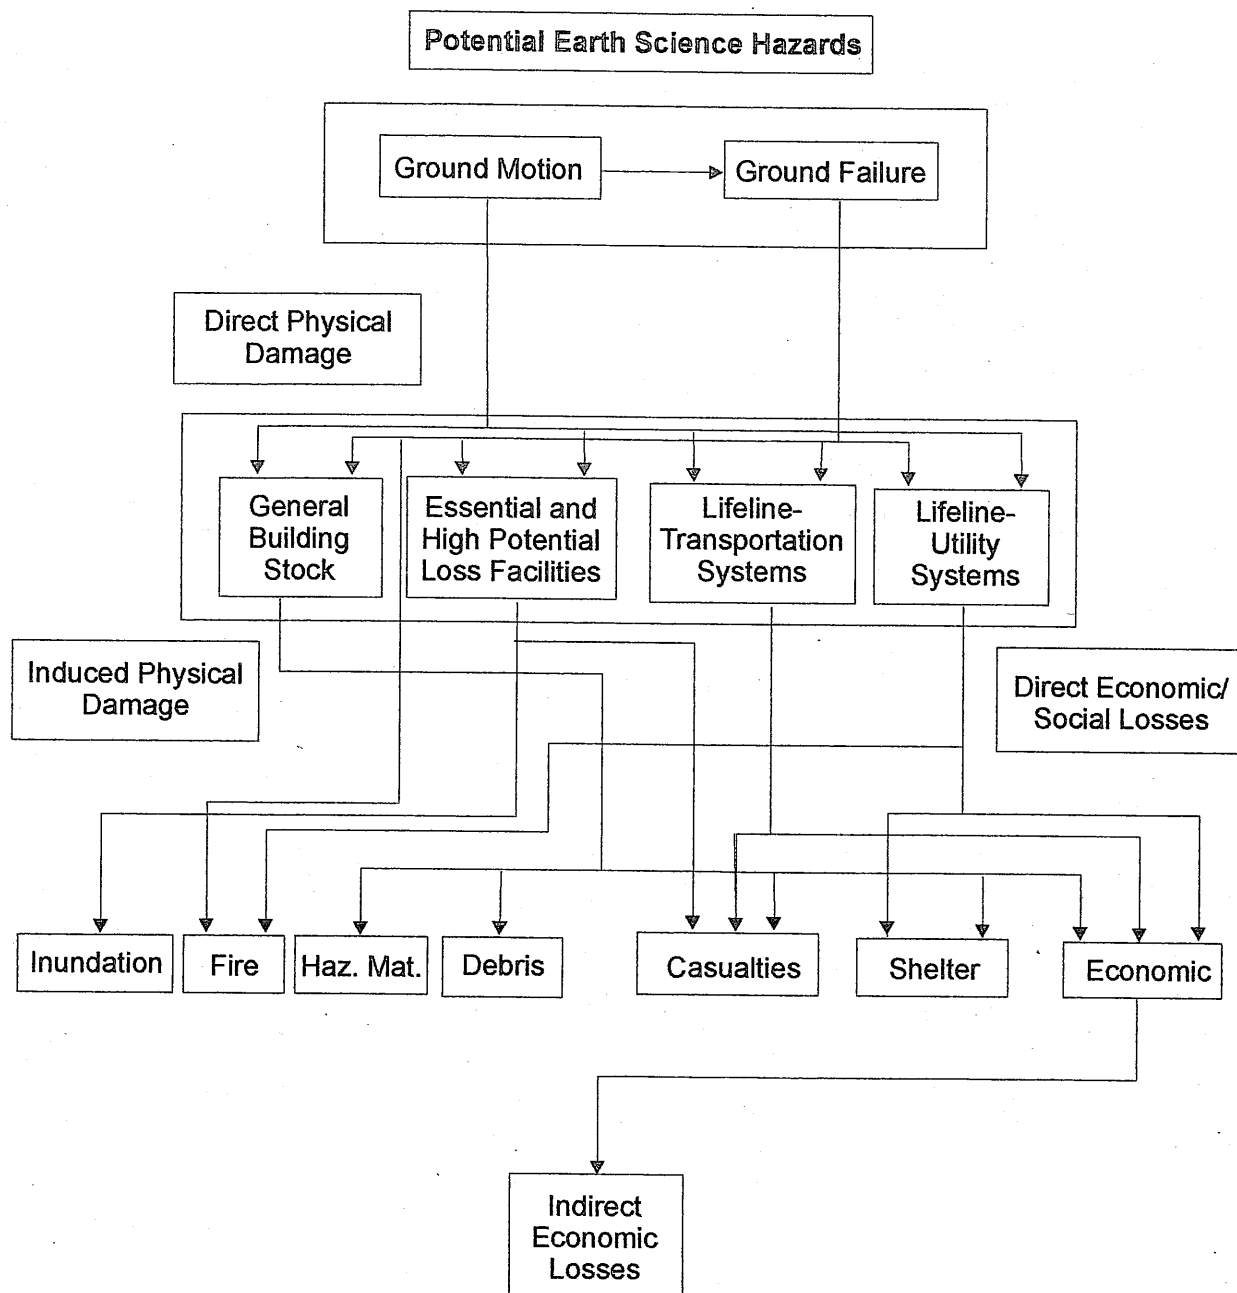 Potential Earth Science Hazards
Ground Motion
Ground Failure
Direct Physical
Damage
General
Building
Stock
Essential and
High Potential
Loss Facilities
Lifeline-
Transportation
Systems
Lifeline-
Utility
Systems
Induced Physical
Damage
Direct Economic/
Social Losses
Inundation
Fire
Haz. Mat.
Debris
Casualties
Shelter
Economic
Indirect
Economic
Losses